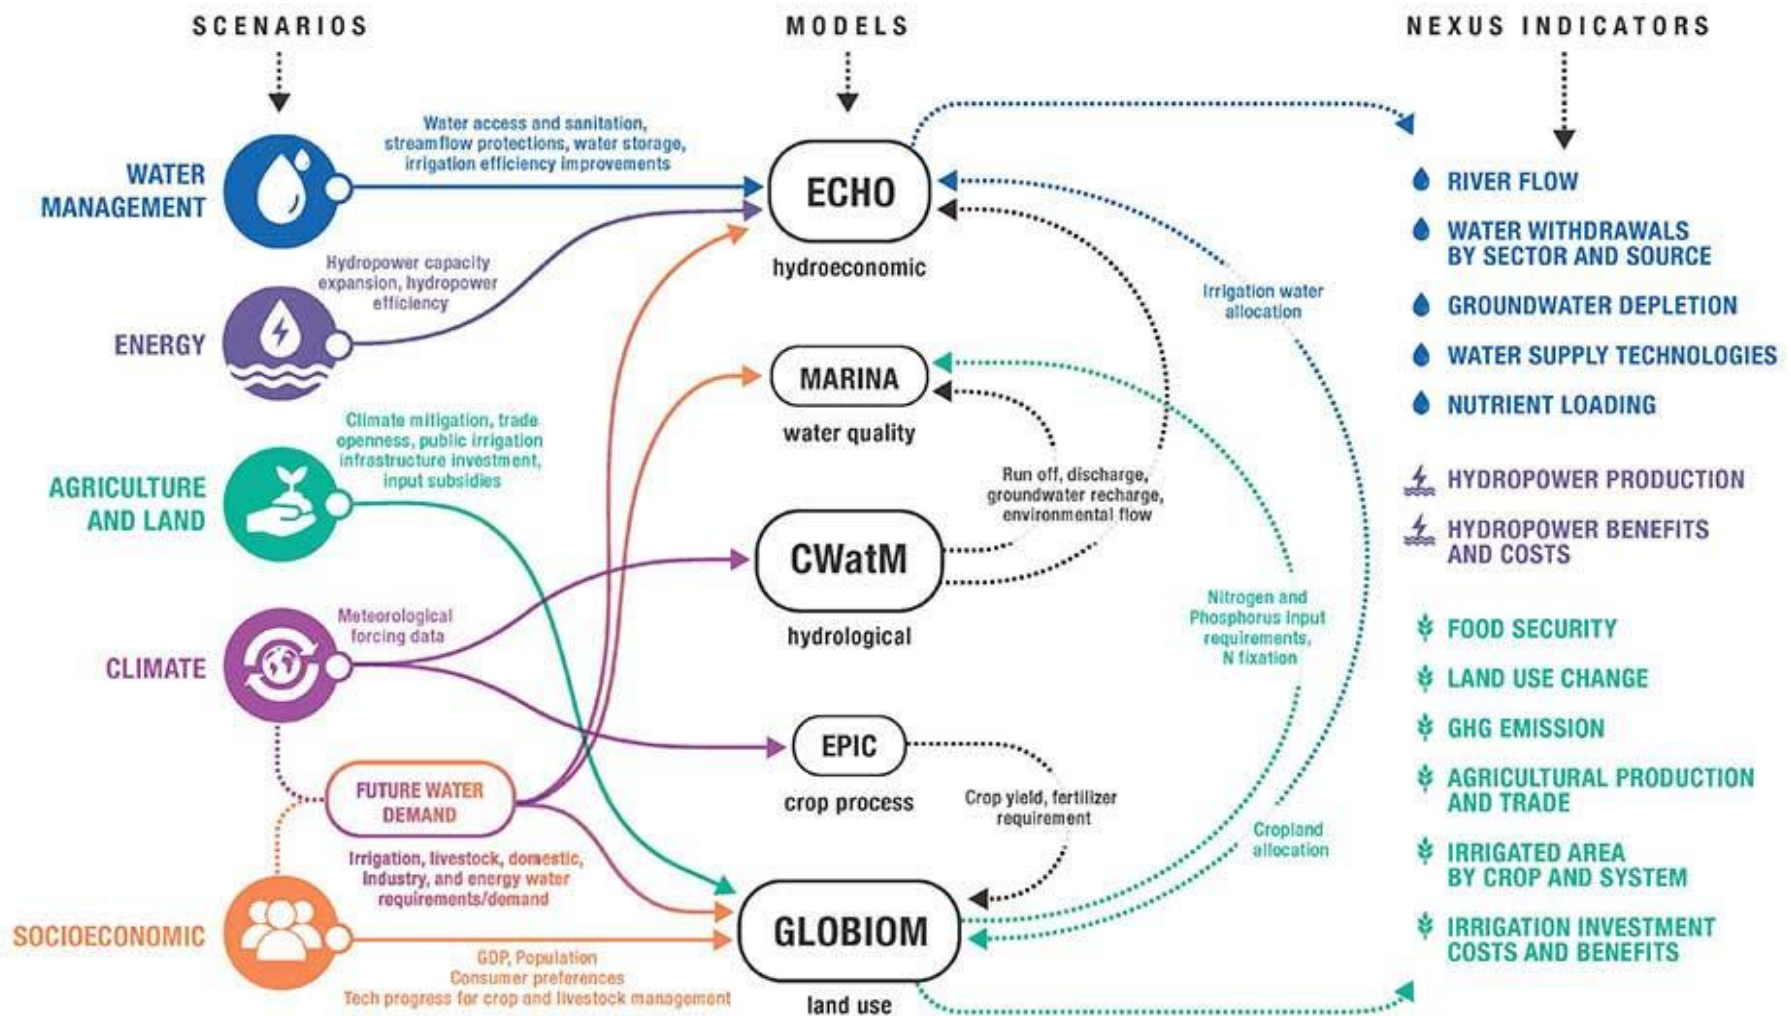 SCENARIOS
MODELS
NEXUS INDICATORS
WATER
MANAGEMENT
Water access and sanitation,
streamflow protections, water storage,
irrigation efficiency improvements
ENERGY
Hydropower capacity
expansion, hydropower
efficiency
AGRICULTURE
AND LAND
Climate mitigation, trade
openness, public irrigation
infrastructure investment,
input subsidies
CLIMATE
Meteorological
forcing data
FUTURE WATER
DEMAND
Irrigation, livestock, domestic,
Industry, and energy water
requirements/demand
SOCIOECONOMIC
GDP, Population
Consumer preferences
Tech progress for crop and livestock management
ECHO
hydroeconomic
MARINA
water quality
CWatM
hydrological
EPIC
crop process
GLOBIOM
land use
Irrigation water
allocation
Run off, discharge,
groundwater recharge,
environmental flow
Nitrogen and
Phosphorus input
requirements,
N fixation
Crop yield, fertilizer
requirement
Cropland
allocation
RIVER FLOW
WATER WITHDRAWALS
BY SECTOR AND SOURCE
GROUNDWATER DEPLETION
WATER SUPPLY TECHNOLOGIES
NUTRIENT LOADING
HYDROPOWER PRODUCTION
HYDROPOWER BENEFITS
AND COSTS
FOOD SECURITY
LAND USE CHANGE
GHG EMISSION
AGRICULTURAL PRODUCTION
AND TRADE
IRRIGATED AREA
BY CROP AND SYSTEM
IRRIGATION INVESTMENT
COSTS AND BENEFITS